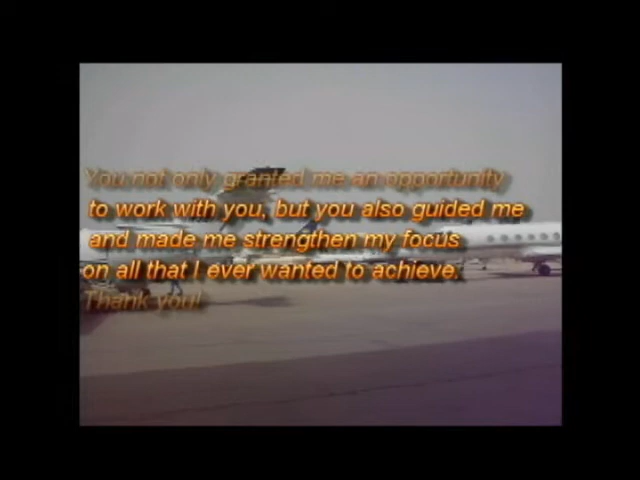 You not only granted me an opportunity
to work with you, but you also guided me
and made me strengthen my focus
on all that I ever wanted to achieve.
Thank you!